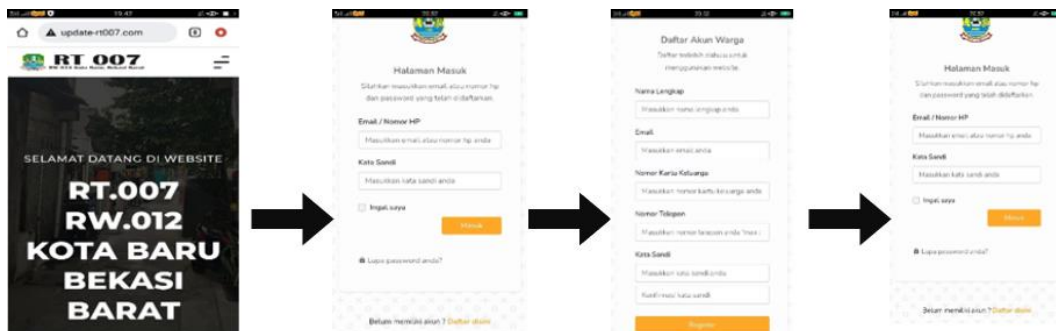 19:47
update-rt007.com
RT 007
SELAMAT DATANG DI WEBSITE
RT.007
RW.012
KOTA BARU
BEKASI
BARAT
Halaman Masuk
Silahkan masukkan email atau nomor hp
dan password yang telah didaftarkan
Email / Nomor HP
Masukkan email atau nomor hp anda
Kata Sandi
Masukkan kata sandi anda
Ingat saya
Masuk
Lupa password anda?
Belum memiliki akun ? Daftar disini
Daftar Akun Warga
Daftar terlebih dahulu untuk
menggunakan website.
Nama Lengkap
Masukkan nama lengkap anda
Email
Masukkan email anda
Nomor Kartu Keluarga
Masukkan nomor kartu keluarga anda
Nomor Telepon
Masukkan nomor telepon anda
Kata Sandi
Masukkan kata sandi anda
Konfirmasi kata sandi
Register
Halaman Masuk
Silahkan masukkan email atau nomor hp
dan password yang telah didaftarkan
Email / Nomor HP
Masukkan email atau nomor hp anda
Kata Sandi
Masukkan kata sandi anda
Ingat saya
Masuk
Lupa password anda?
Belum memiliki akun ? Daftar disini